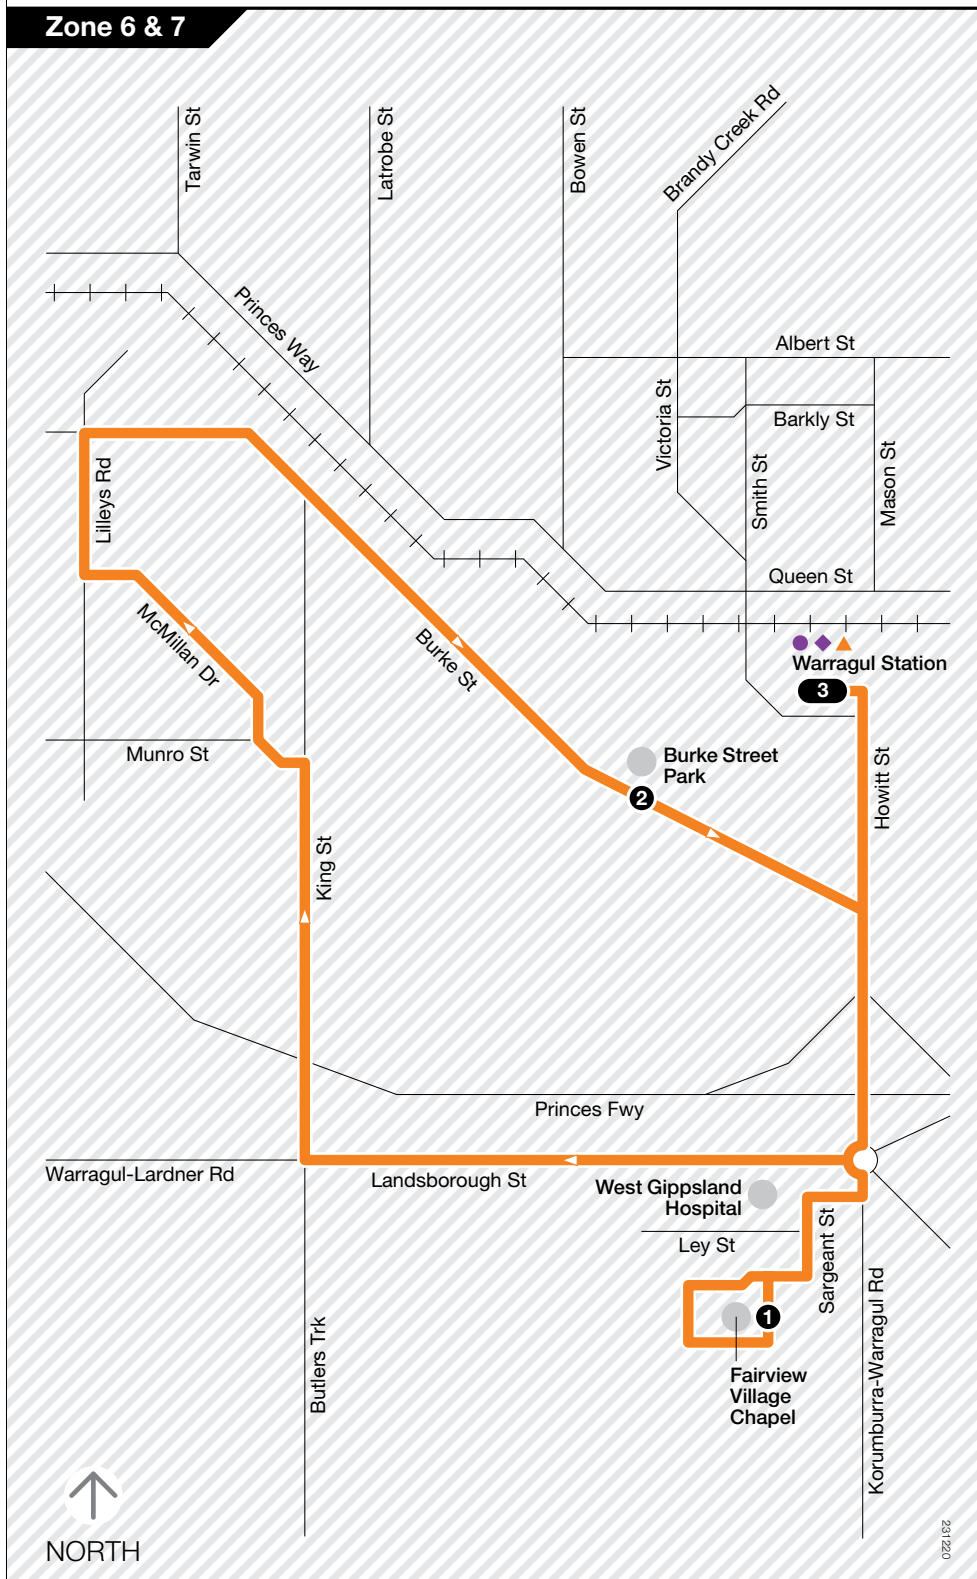 Zone 6 & 7
Tarwin St
Latrobe St
Bowen St
Brandy Creek Rd
Princes Way
Albert St
Victoria St
Barkly St
Smith St
Mason St
Lilleys Rd
Queen St
McMillan Dr
Burke St
Warragul Station
3
Munro St
Burke Street
Park
2
Howitt St
King St
Princes Fwy
Warragul-Lardner Rd
Landsborough St
West Gippsland
Hospital
Ley St
Sargeant St
1
Korumburra-Warragul Rd
Butlers Trk
Fairview
Village
Chapel
NORTH
231220